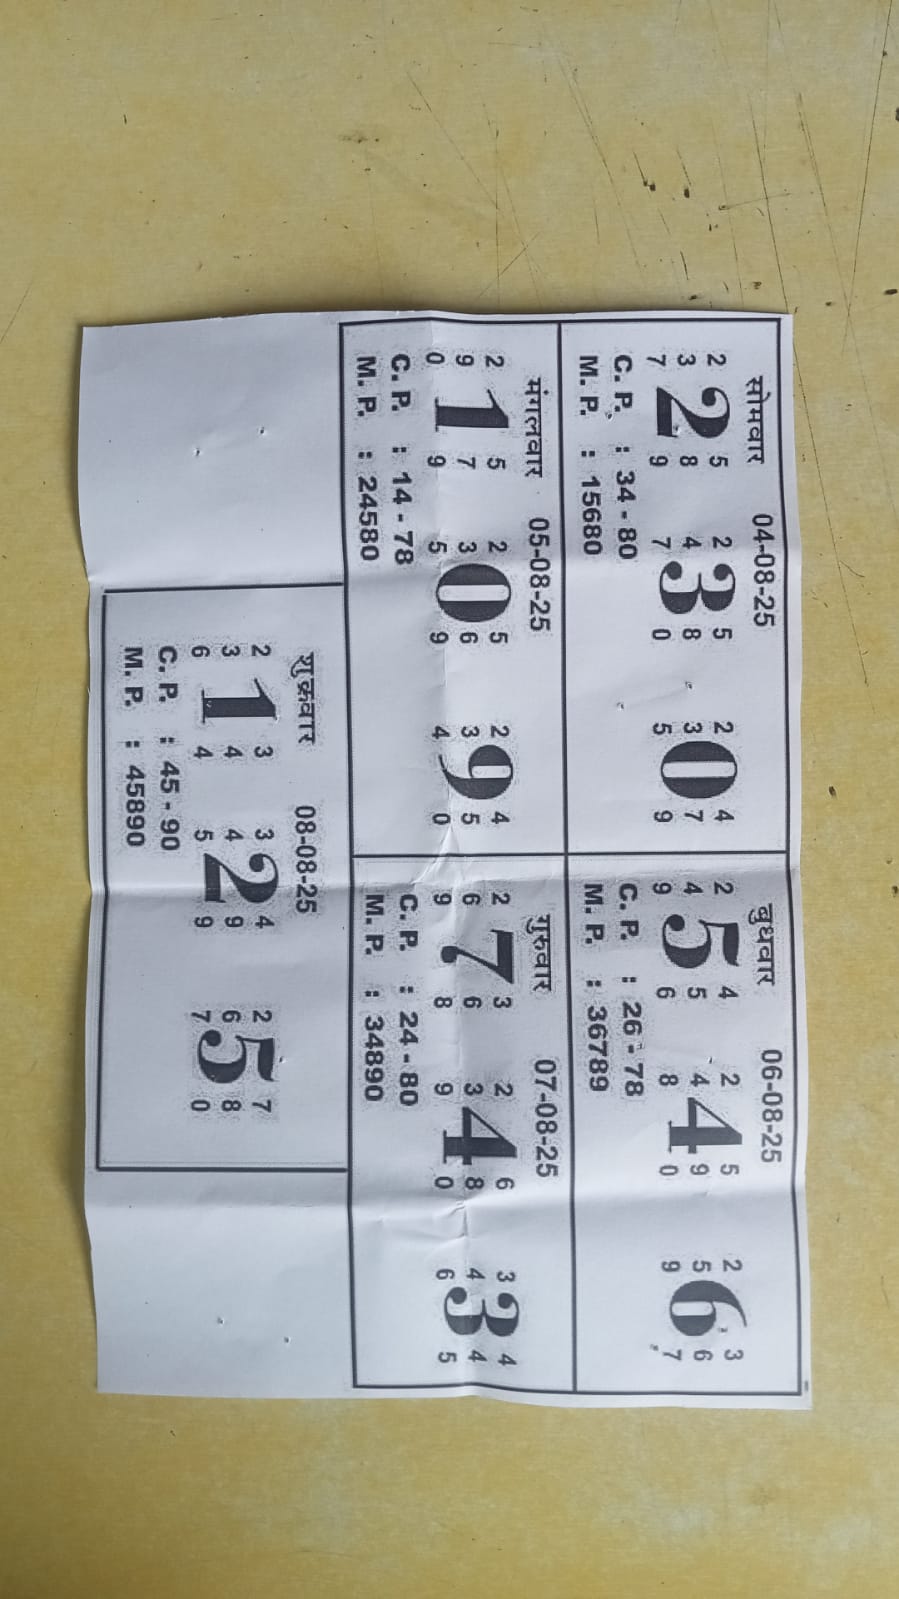 सोमवार 04-08-25
2 5 2 5 2 4
3 2 8 4 3 8 3 0 7
7 9 7 0 5 9
C. P. : 34 - 80
M. P. : 15680
बुधवार 06-08-25
2 4 2 5 2 3
4 5 5 4 4 9 5 6 6
9 6 8 0 9 7
C. P. : 26 - 78
M. P. : 36789
मंगलवार 05-08-25
2 5 2 5 2 4
9 1 7 3 0 6 3 9 5
0 9 5 9 4 0
C. P. : 14 - 78
M. P. : 24580
गुरुवार 07-08-25
2 3 2 6 3 4
6 7 6 3 4 8 4 3 4
9 8 9 0 6 5
C. P. : 24 - 80
M. P. : 34890
शुक्रवार 08-08-25
2 3 3 4 2 7
3 1 4 4 2 9 6 5 8
6 4 5 9 7 0
C. P. : 45 - 90
M. P. : 45890